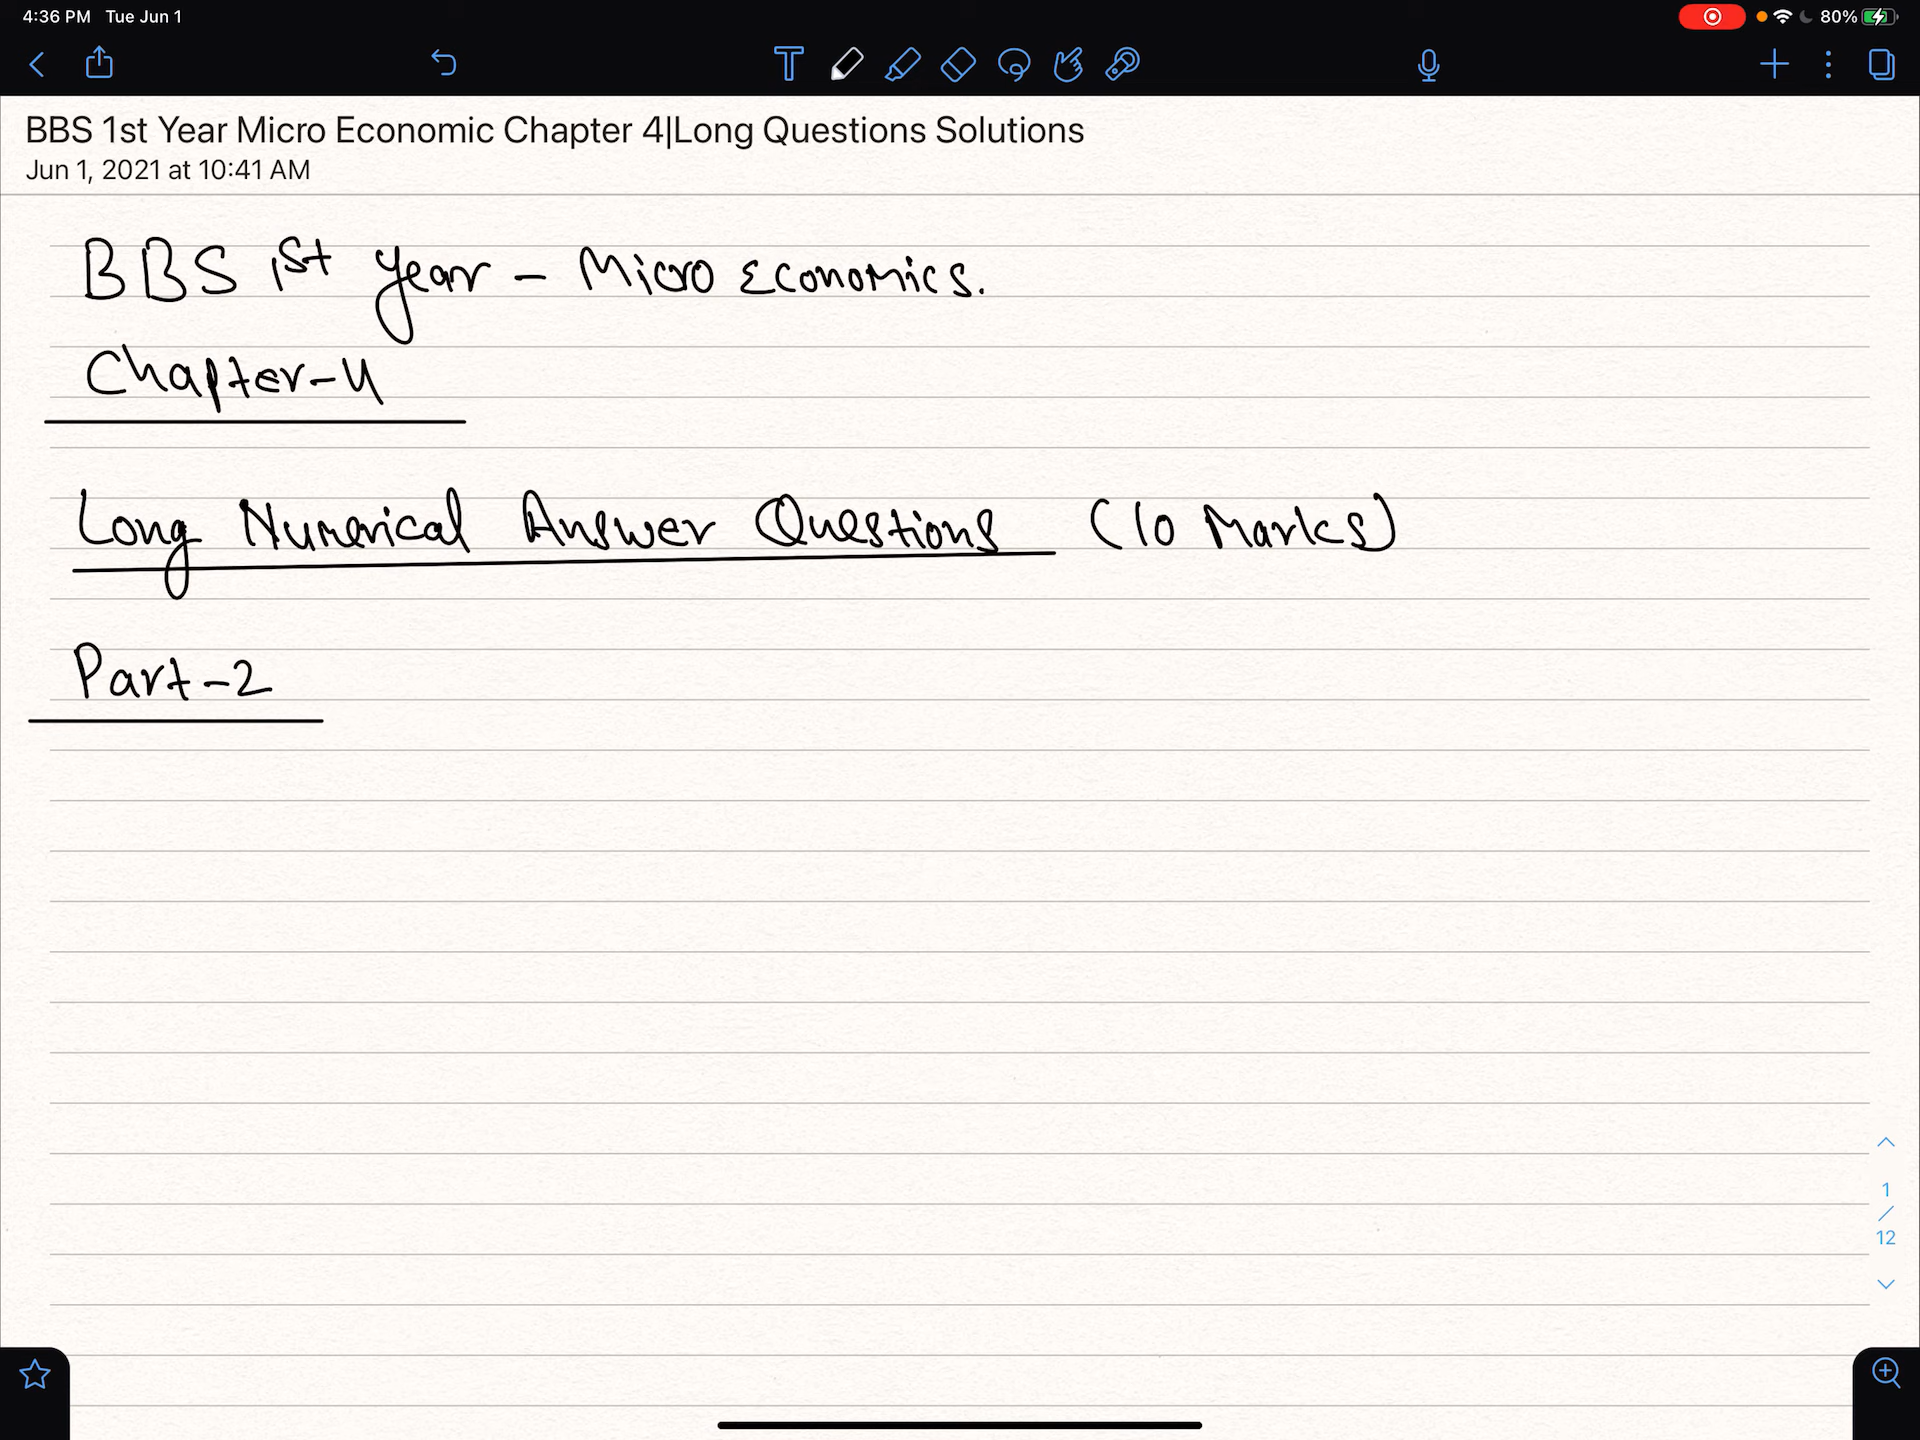 4:36 PM Tue Jun 1
80%
BBS 1st Year Micro Economic Chapter 4|Long Questions Solutions
Jun 1, 2021 at 10:41 AM
BBS 1st year - Micro Economics.
Chapter-4
Long Numerical Answer Questions (10 Marks)
Part-2
1
/
12